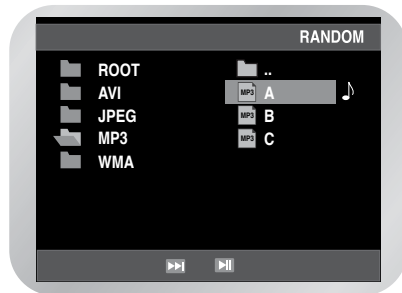 RANDOM
ROOT
AVI
JPEG
MP3
WMA
..
MP3 A
MP3 B
MP3 C